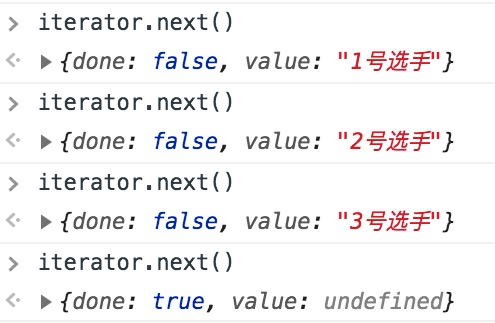 iterator.next()
{done: false, value: "1号选手"}
iterator.next()
{done: false, value: "2号选手"}
iterator.next()
{done: false, value: "3号选手"}
iterator.next()
{done: true, value: undefined}